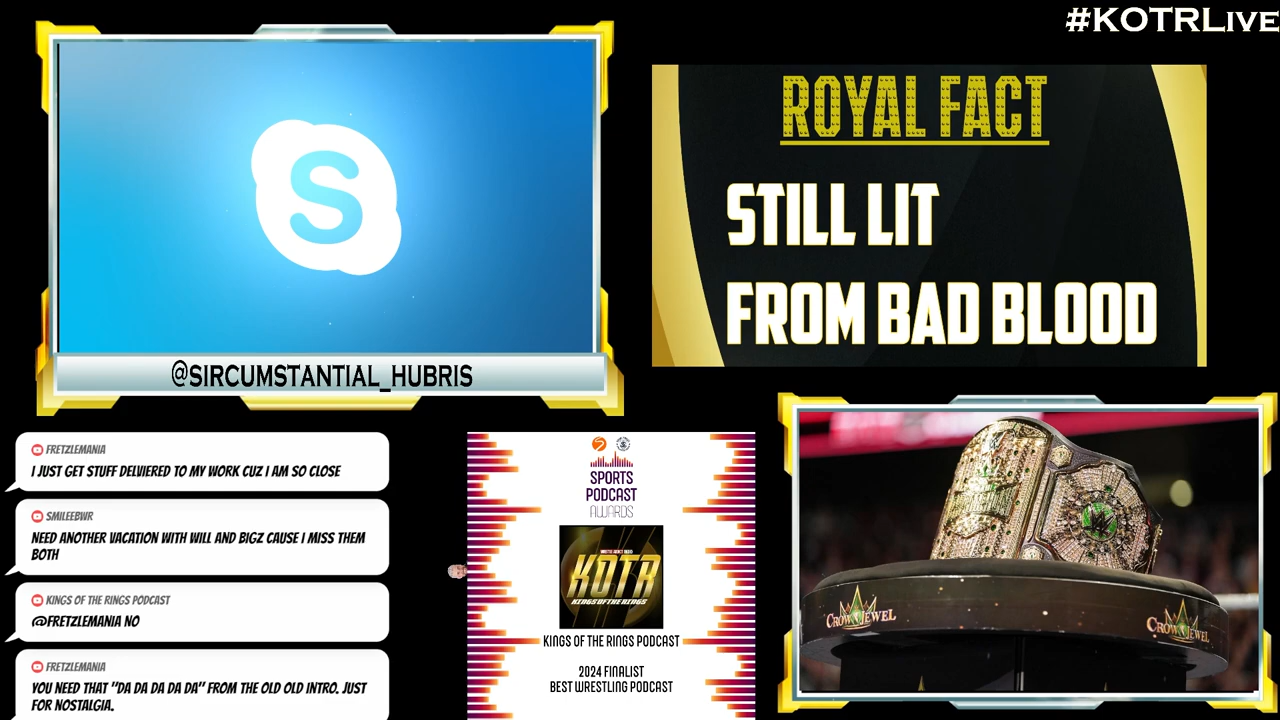 #KOTRLIVE
S
ROYAL FACT
STILL LIT
FROM BAD BLOOD
@SIRCUMSTANTIAL_HUBRIS
FRETZLEMANIA
I JUST GET STUFF DELVIERED TO MY WORK CUZ I AM SO CLOSE
SMILEEBWR
NEED ANOTHER VACATION WITH WILL AND BIGZ CAUSE I MISS THEM
BOTH
KINGS OF THE RINGS PODCAST
@FRETZLEMANIA NO
FRETZLEMANIA
YOU NEED THAT "DA DA DA DA DA" FROM THE OLD OLD INTRO. JUST
FOR NOSTALGIA.
SPORTS
PODCAST
AWARDS
KOTR
KINGS OF THE RINGS
KINGS OF THE RINGS PODCAST
2024 FINALIST
BEST WRESTLING PODCAST
CROWN JEWEL
CROWN JEWEL